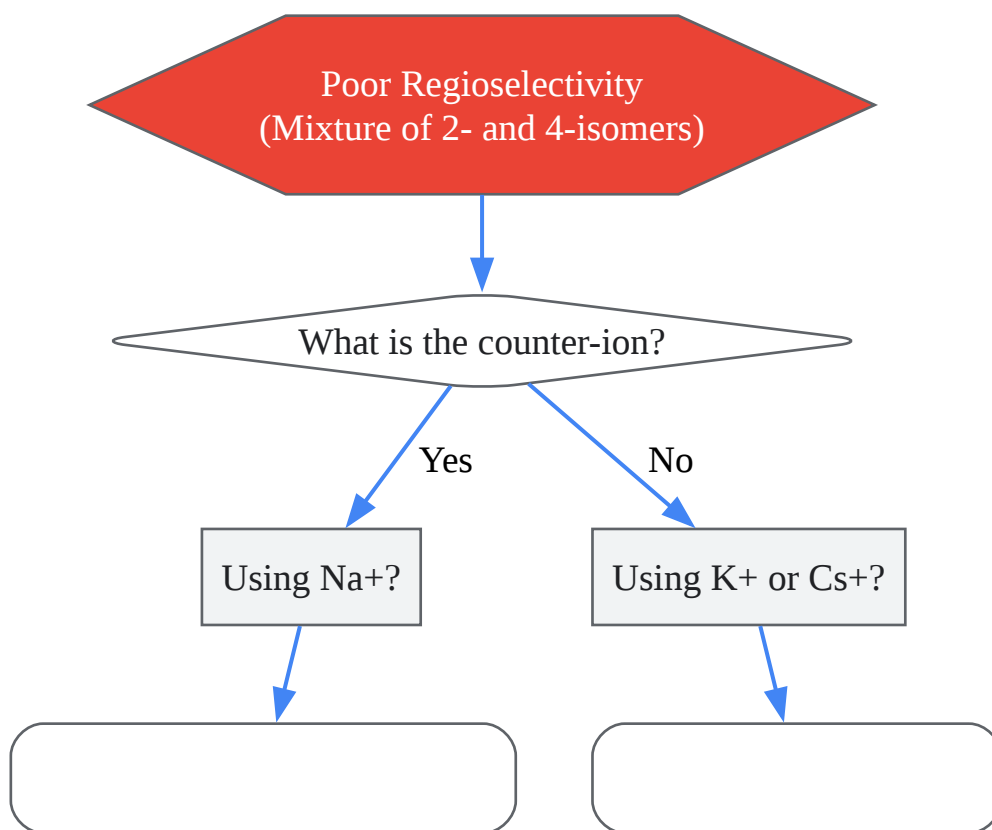 Poor Regioselectivity
(Mixture of 2- and 4-isomers)
What is the counter-ion?
Yes
No
Using Na+?
Using K+ or Cs+?